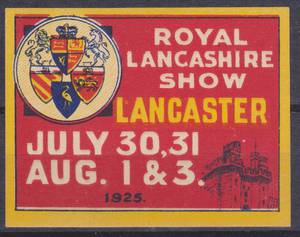 ROYAL
LANCASHIRE
SHOW
LANCASTER
JULY 30,31
AUG. 1 & 3.
1925.